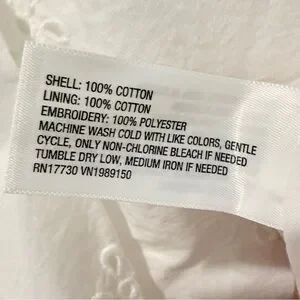 SHELL: 100% COTTON
LINING: 100% COTTON
EMBROIDERY: 100% POLYESTER
MACHINE WASH COLD WITH LIKE COLORS, GENTLE
CYCLE, ONLY NON-CHLORINE BLEACH IF NEEDED
TUMBLE DRY LOW, MEDIUM IRON IF NEEDED
RN17730 VN1989150